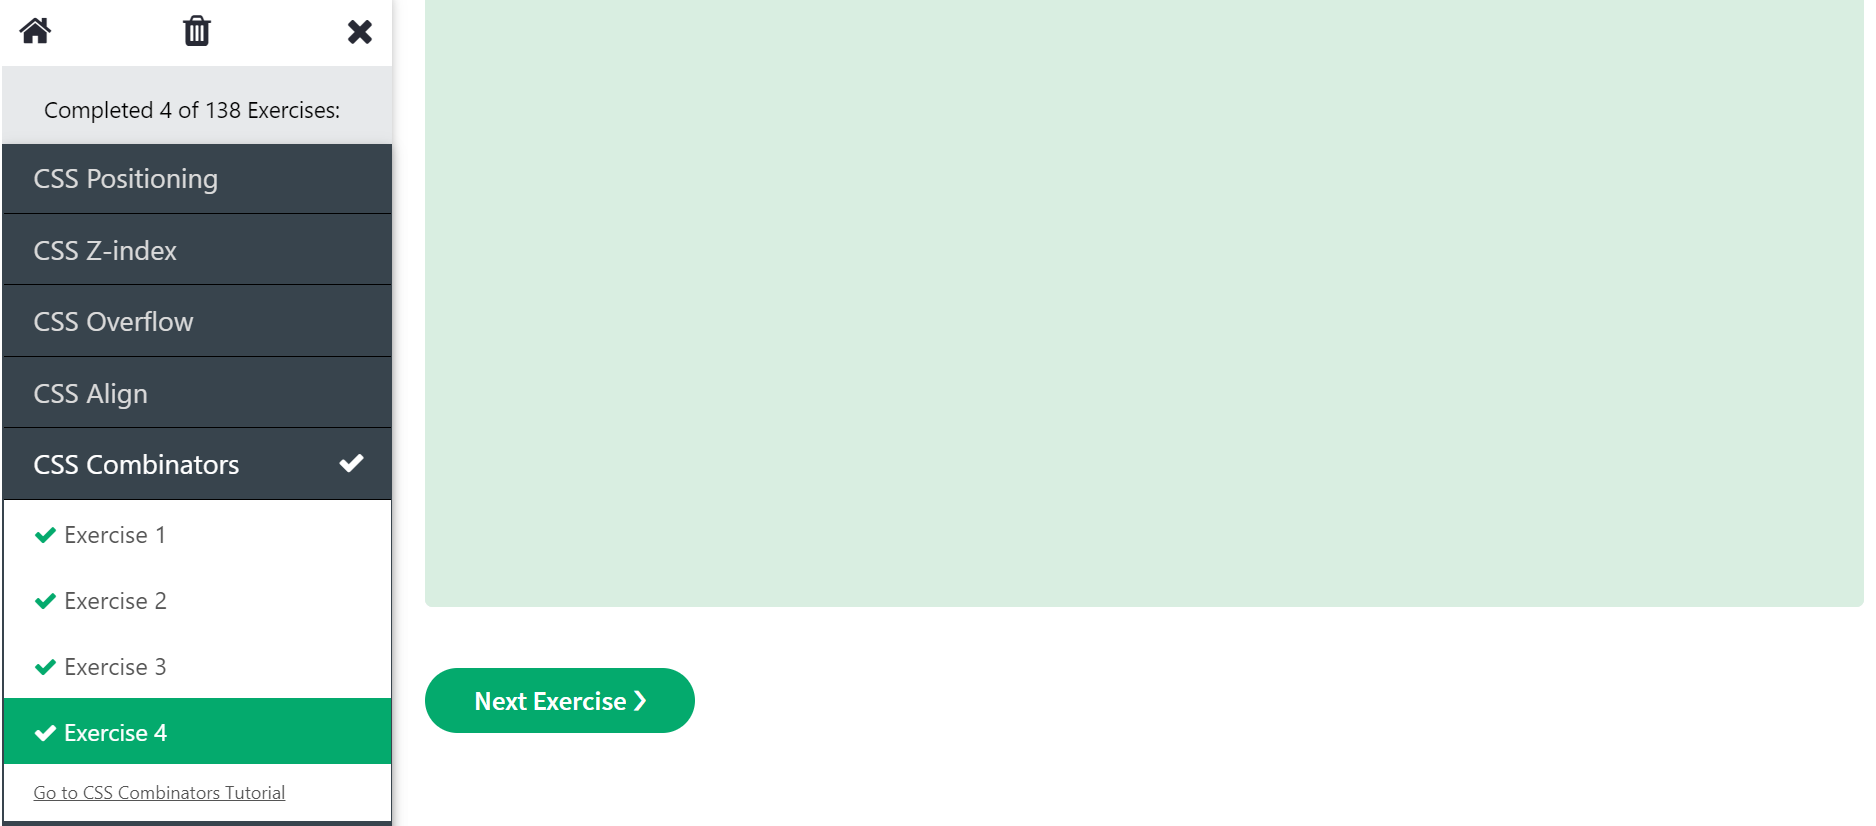 Completed 4 of 138 Exercises:
CSS Positioning
CSS Z-index
CSS Overflow
CSS Align
CSS Combinators
Exercise 1
Exercise 2
Exercise 3
Exercise 4
Go to CSS Combinators Tutorial
Next Exercise ❯